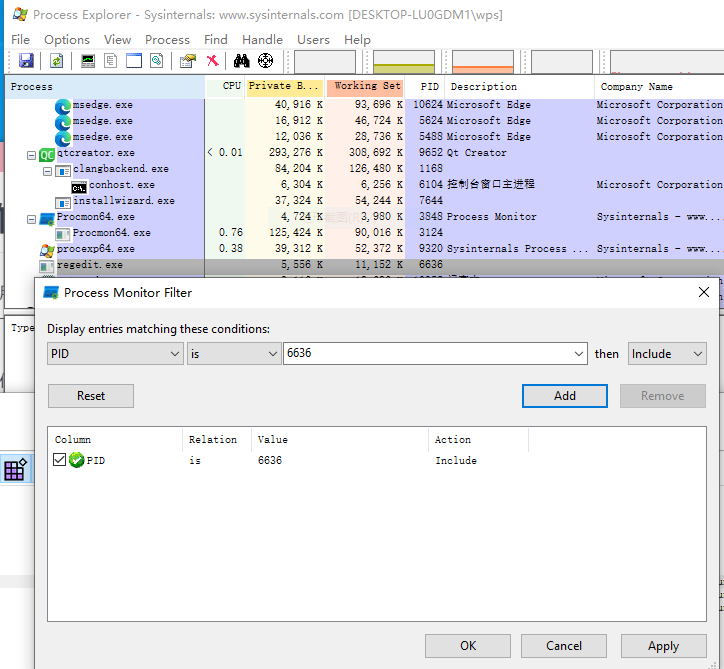 Process Explorer - Sysinternals: www.sysinternals.com [DESKTOP-LU0GDM1\wps]
File Options View Process Find Handle Users Help
Process CPU Private B... Working Set PID Description Company Name
msedge.exe 40,916 K 93,696 K 10624 Microsoft Edge Microsoft Corporation
msedge.exe 16,912 K 46,724 K 5624 Microsoft Edge Microsoft Corporation
msedge.exe 12,036 K 28,736 K 5488 Microsoft Edge Microsoft Corporation
QC qtcreator.exe < 0.01 293,276 K 308,692 K 9652 Qt Creator
clangbackend.exe 84,204 K 126,480 K 1168
C:\. conhost.exe 6,304 K 6,256 K 6104 控制台窗口主进程 Microsoft Corporation
installwizard.exe 37,324 K 54,244 K 7644
Procmon64.exe 4,724 K 3,980 K 3848 Process Monitor Sysinternals - www....
Procmon64.exe 0.76 125,424 K 90,016 K 3124
procexp64.exe 0.38 39,312 K 52,372 K 9320 Sysinternals Process ... Sysinternals - www....
regedit.exe 5,556 K 11,152 K 6636
Process Monitor Filter
Type
Display entries matching these conditions:
PID is 6636 then Include
Reset Add Remove
Column Relation Value Action
PID is 6636 Include
OK Cancel Apply